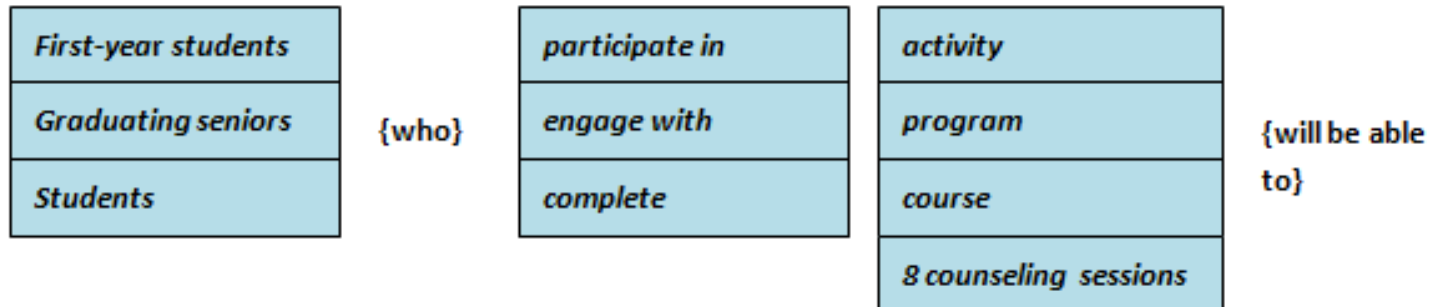 First-year students
Graduating seniors
Students
{who}
participate in
engage with
complete
activity
program
course
8 counseling sessions
{will be able
to}